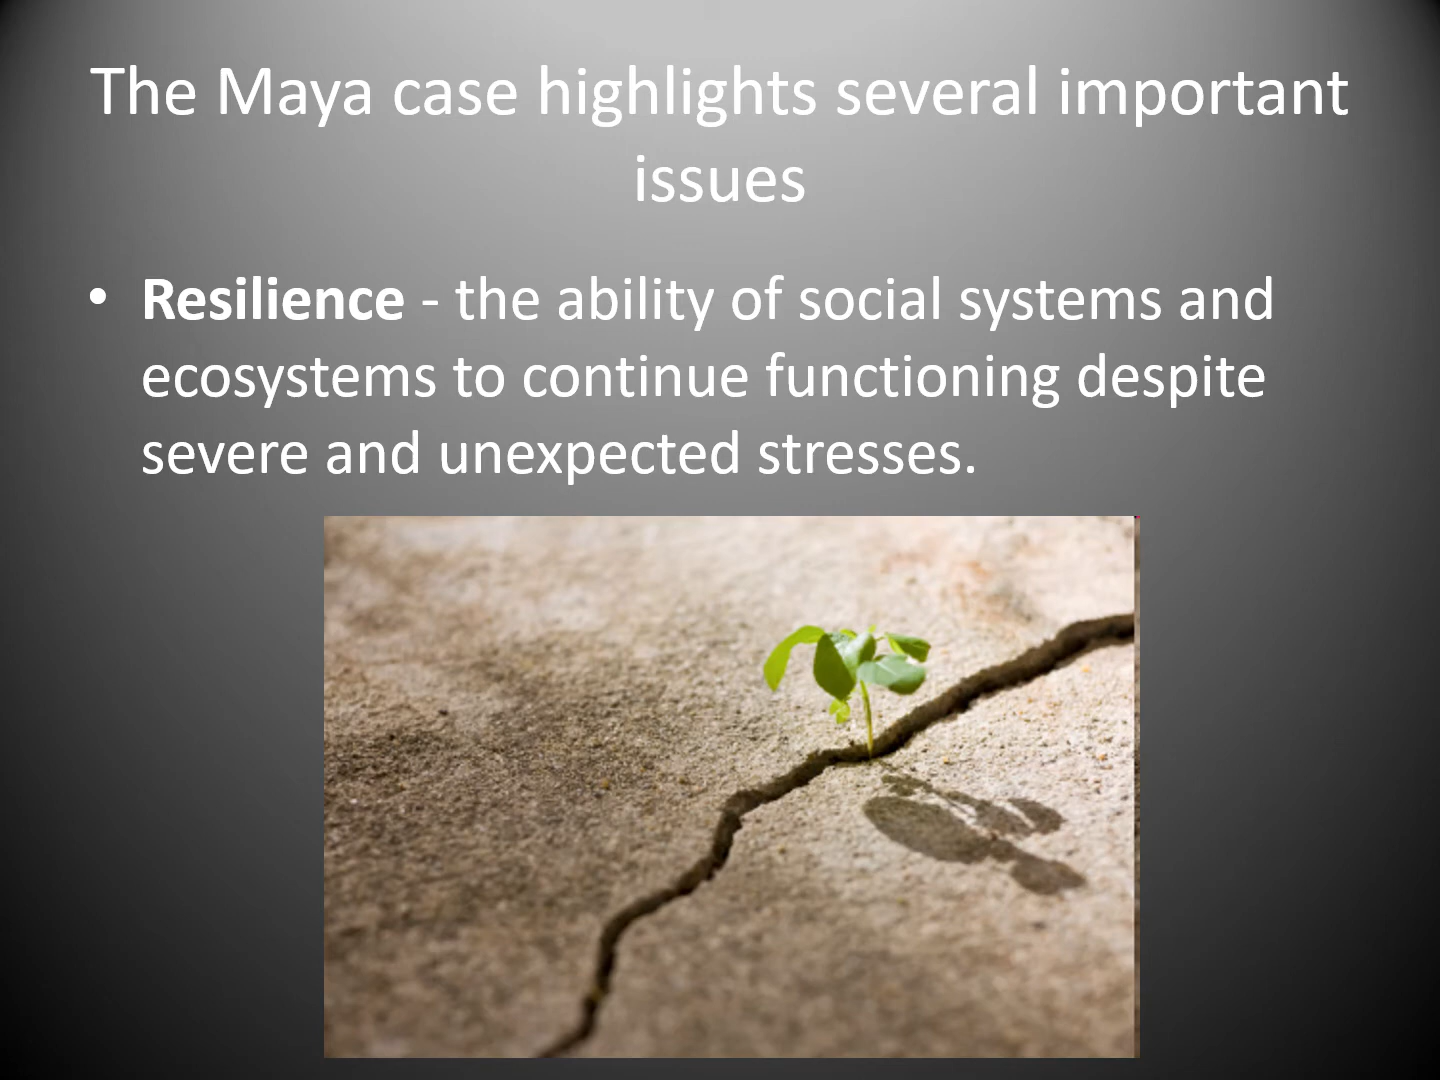 The Maya case highlights several important
issues
• Resilience - the ability of social systems and
ecosystems to continue functioning despite
severe and unexpected stresses.